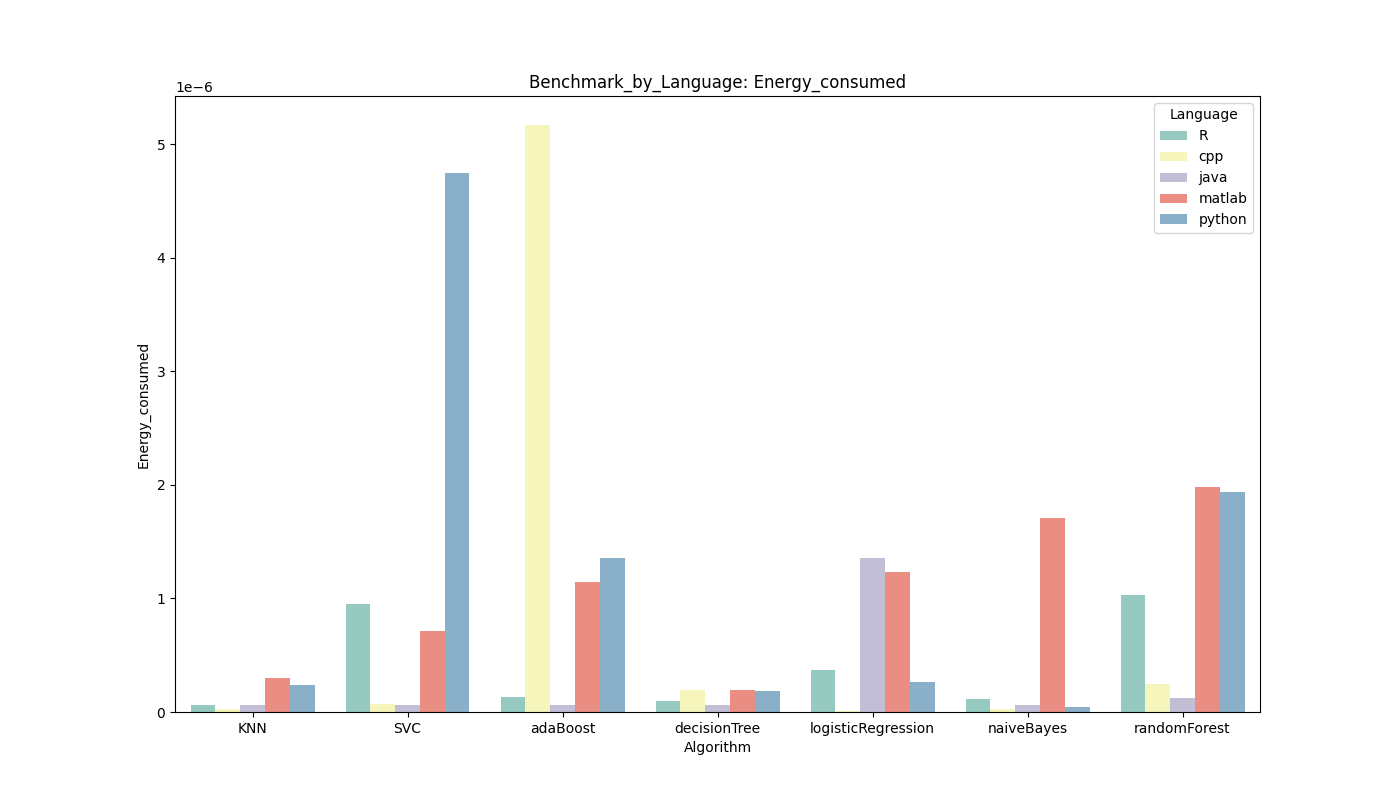 Benchmark_by_Language: Energy_consumed
1e−6
5
4
3
2
1
0
Energy_consumed
KNN
SVC
adaBoost
decisionTree
logisticRegression
naiveBayes
randomForest
Algorithm
Language
R
cpp
java
matlab
python